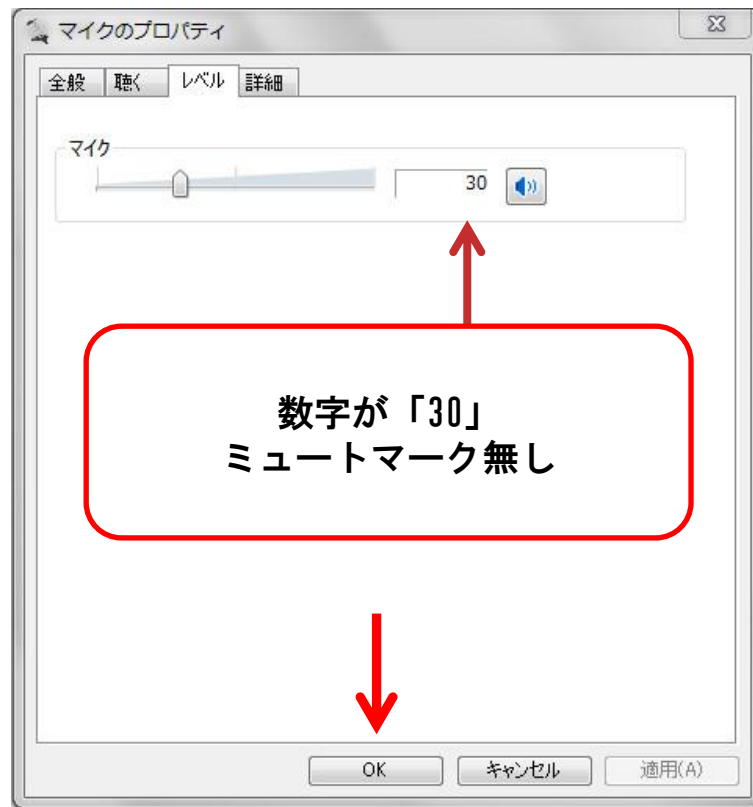 マイクのプロパティ
全般 聴く レベル 詳細
マイク
30
数字が「30」
ミュートマーク無し
OK キャンセル 適用(A)